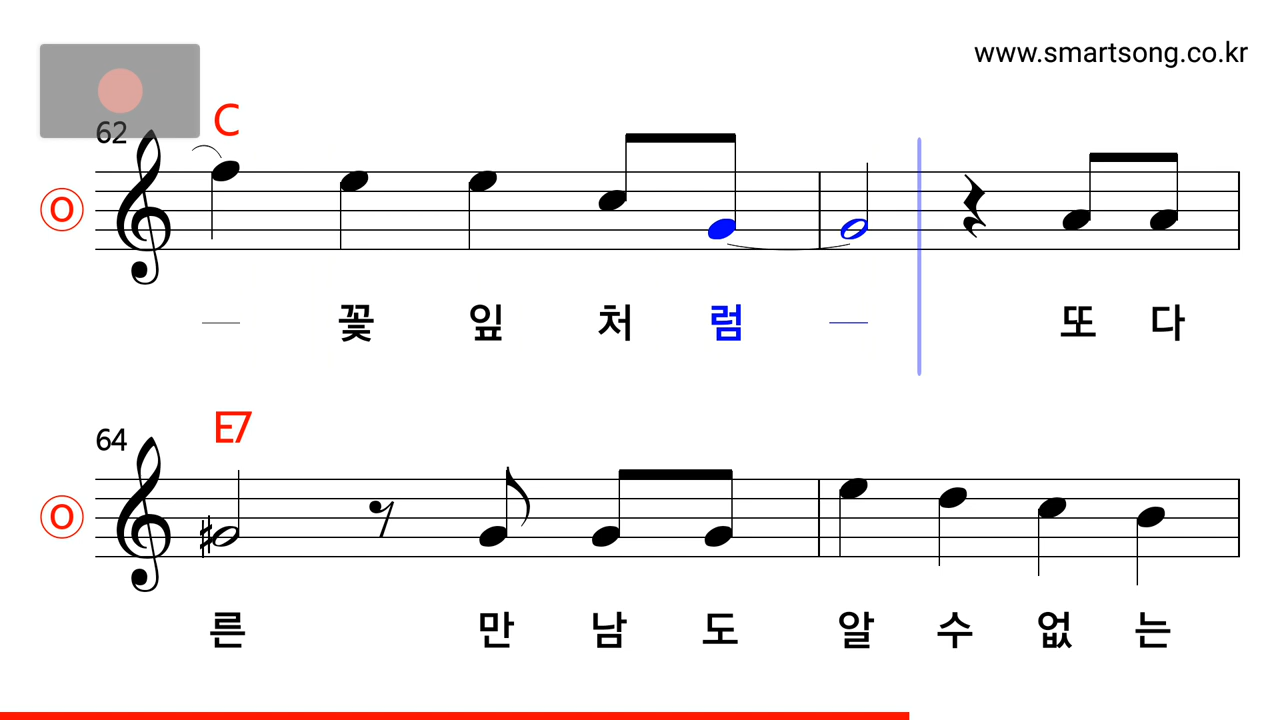 www.smartsong.co.kr
62
C
O
꽃 잎 처 럼 또 다
64
E7
O
른 만 남 도 알 수 없 는